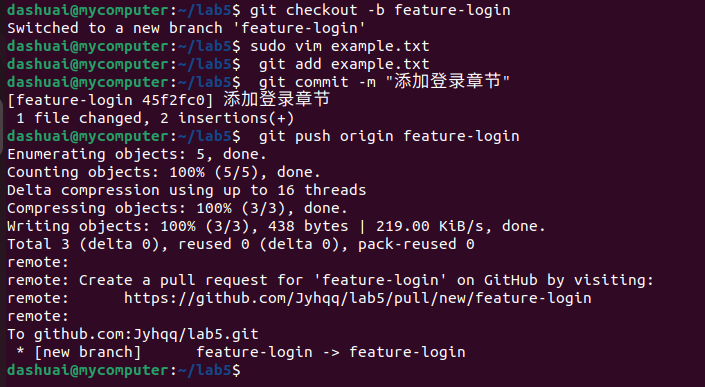 dashuai@mycomputer:~/lab5$ git checkout -b feature-login
Switched to a new branch 'feature-login'
dashuai@mycomputer:~/lab5$ sudo vim example.txt
dashuai@mycomputer:~/lab5$  git add example.txt
dashuai@mycomputer:~/lab5$  git commit -m "添加登录章节"
[feature-login 45f2fc0] 添加登录章节
 1 file changed, 2 insertions(+)
dashuai@mycomputer:~/lab5$  git push origin feature-login
Enumerating objects: 5, done.
Counting objects: 100% (5/5), done.
Delta compression using up to 16 threads
Compressing objects: 100% (3/3), done.
Writing objects: 100% (3/3), 438 bytes | 219.00 KiB/s, done.
Total 3 (delta 0), reused 0 (delta 0), pack-reused 0
remote:
remote: Create a pull request for 'feature-login' on GitHub by visiting:
remote:      https://github.com/Jyhqq/lab5/pull/new/feature-login
remote:
To github.com:Jyhqq/lab5.git
 * [new branch]      feature-login -> feature-login
dashuai@mycomputer:~/lab5$